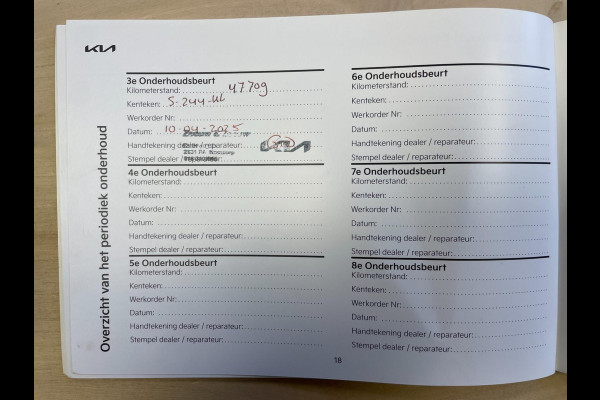 KIA
Overzicht van het periodiek onderhoud
3e Onderhoudsbeurt
Kilometerstand: 47709
Kenteken: S-244-HL
Werkorder Nr:
Datum: 10-04-2025
Handtekening dealer / reparateur:
KIA
Stempel dealer / reparateur:
4e Onderhoudsbeurt
Kilometerstand:
Kenteken:
Werkorder Nr:
Datum:
Handtekening dealer / reparateur:
Stempel dealer / reparateur:
5e Onderhoudsbeurt
Kilometerstand:
Kenteken:
Werkorder Nr:
Datum:
Handtekening dealer / reparateur:
Stempel dealer / reparateur:
6e Onderhoudsbeurt
Kilometerstand:
Kenteken:
Werkorder Nr:
Datum:
Handtekening dealer / reparateur:
Stempel dealer / reparateur:
7e Onderhoudsbeurt
Kilometerstand:
Kenteken:
Werkorder Nr:
Datum:
Handtekening dealer / reparateur:
Stempel dealer / reparateur:
8e Onderhoudsbeurt
Kilometerstand:
Kenteken:
Werkorder Nr:
Datum:
Handtekening dealer / reparateur:
Stempel dealer / reparateur:
18